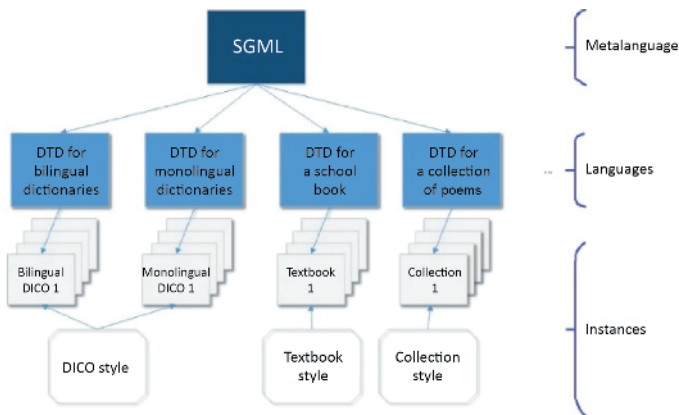 SGML
Metalanguage
DTD for
bilingual
dictionaries
DTD for
monolingual
dictionaries
DTD for
a school
book
DTD for
a collection
of poems
...
Languages
Bilingual
DICO 1
Monolingual
DICO 1
Textbook
1
Collection
1
Instances
DICO style
Textbook
style
Collection
style